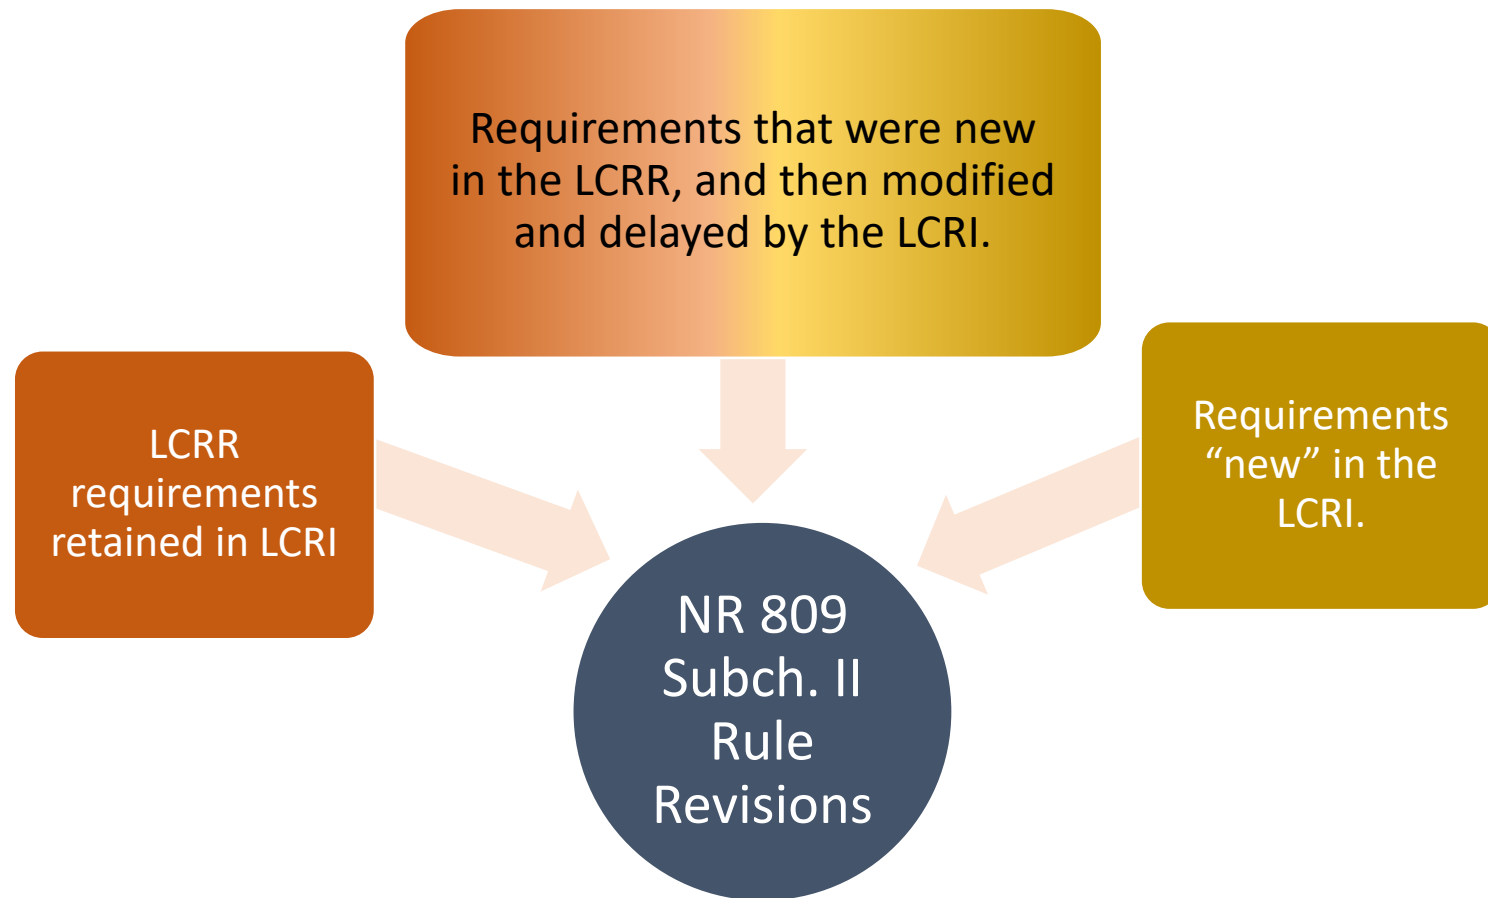 Requirements that were new
in the LCRR, and then modified
and delayed by the LCRI.
LCRR
requirements
retained in LCRI
Requirements
“new” in the
LCRI.
NR 809
Subch. II
Rule
Revisions